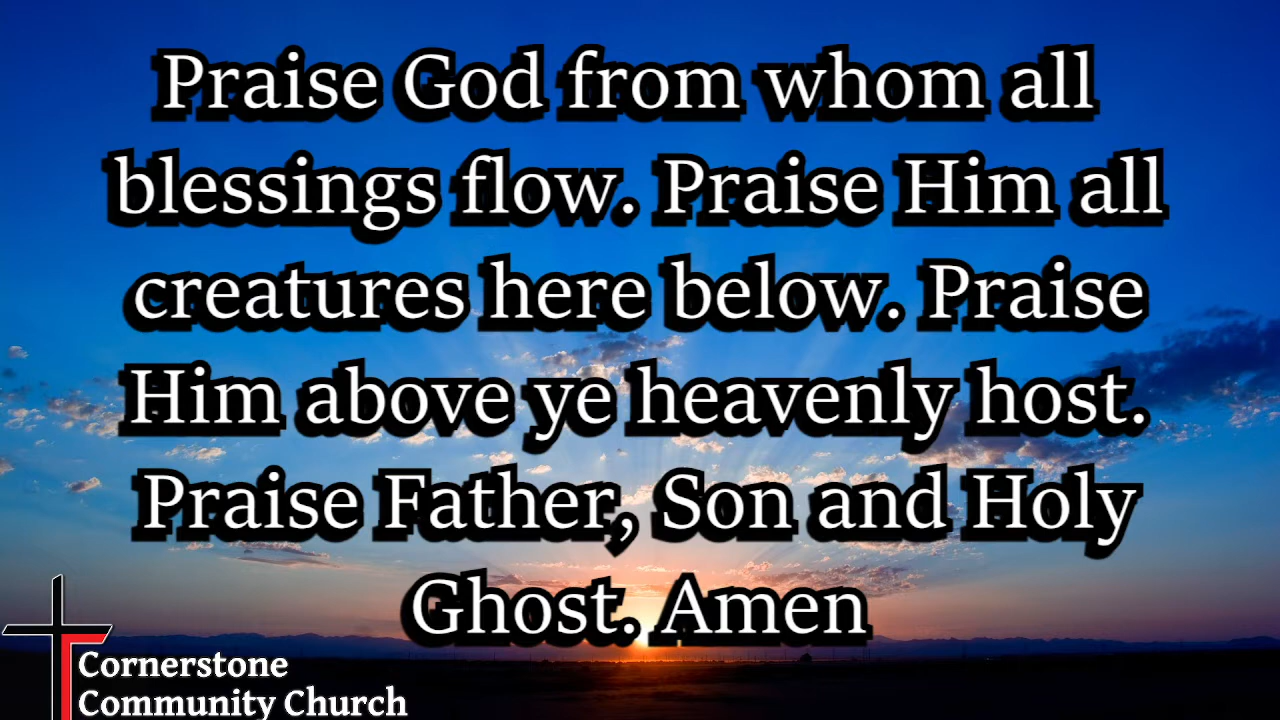 Praise God from whom all
blessings flow. Praise Him all
creatures here below. Praise
Him above ye heavenly host.
Praise Father, Son and Holy
Ghost. Amen
Cornerstone
Community Church